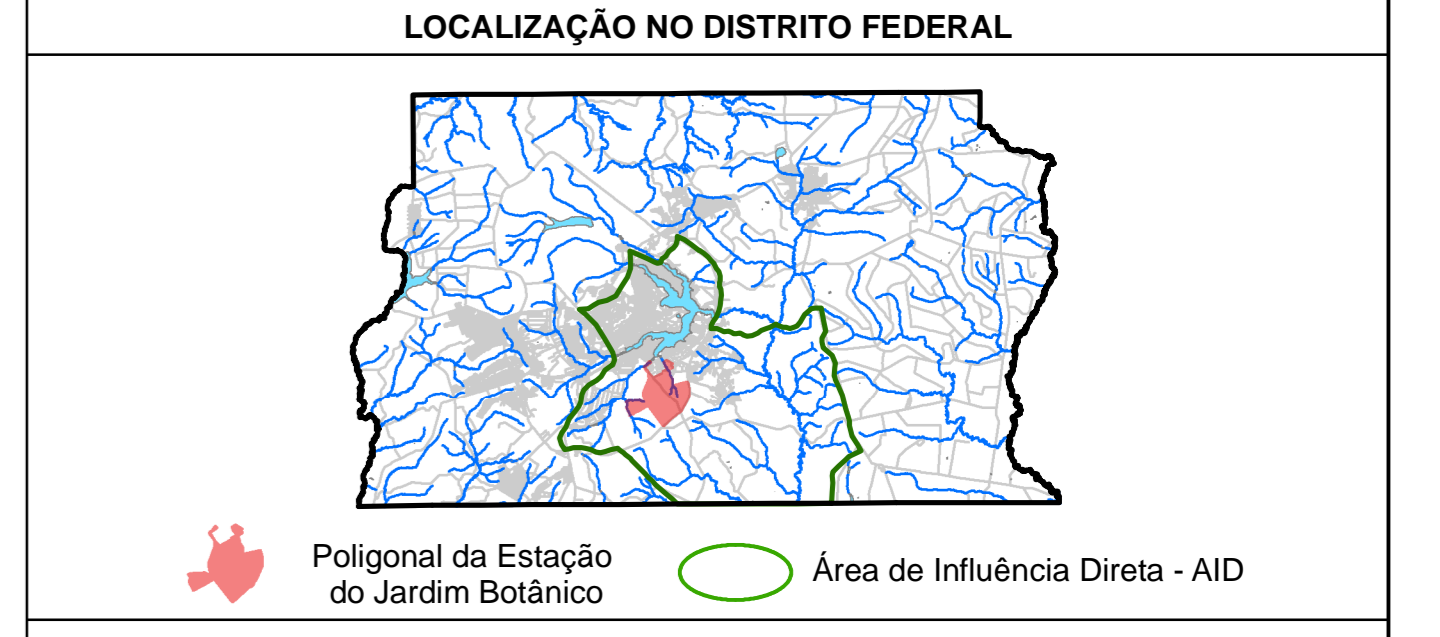 LOCALIZAÇÃO NO DISTRITO FEDERAL
Poligonal da Estação
do Jardim Botânico
Área de Influência Direta - AID